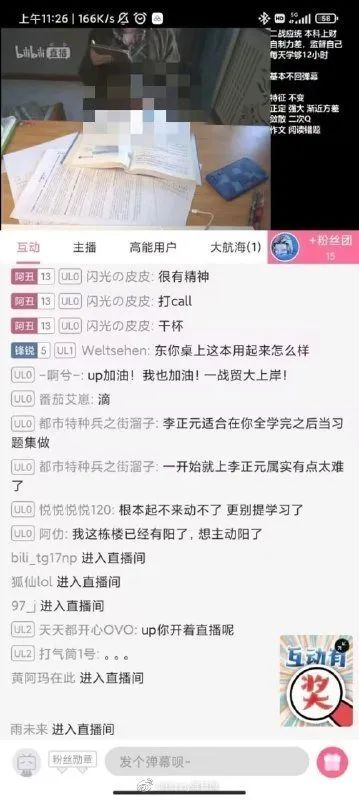 上午11:26 | 166K/s
HD
5G
58
bilibili 直播
二战应统 本科上财
自制力差，监督自己
每天学够12小时
基本不回弹幕
特征 不变
正定 强大 渐近方差
敛散 二次Q
作文 阅读错题
互动 主播 高能用户 大航海(1) +粉丝团
15
阿丑 13 UL0 闪光の皮皮: 很有精神
阿丑 13 UL0 闪光の皮皮: 打call
阿丑 13 UL0 闪光の皮皮: 干杯
锋锐 5 UL1 Weltsehen: 东你桌上这本用起来怎么样
UL0 -啊兮-: up加油！我也加油! 一战贸大上岸!
UL0 番茄艾崽: 滴
UL0 都市特种兵之街溜子: 李正元适合在你全学完之后当习
题集做
UL0 都市特种兵之街溜子: 一开始就上李正元属实有点太难
了
UL0 悦悦悦悦120: 根本起不来动不了 更别提学习了
UL0 阿仂: 我这栋楼已经有阳了，想主动阳了
bili_tg17np 进入直播间
狐仙lol 进入直播间
97_j 进入直播间
UL2 天天都开心OVO: up你开着直播呢
UL2 打气筒1号: 。。。
黄阿玛在此 进入直播间
互动有
奖
雨未来 进入直播间
粉丝勋章 发个弹幕呗~